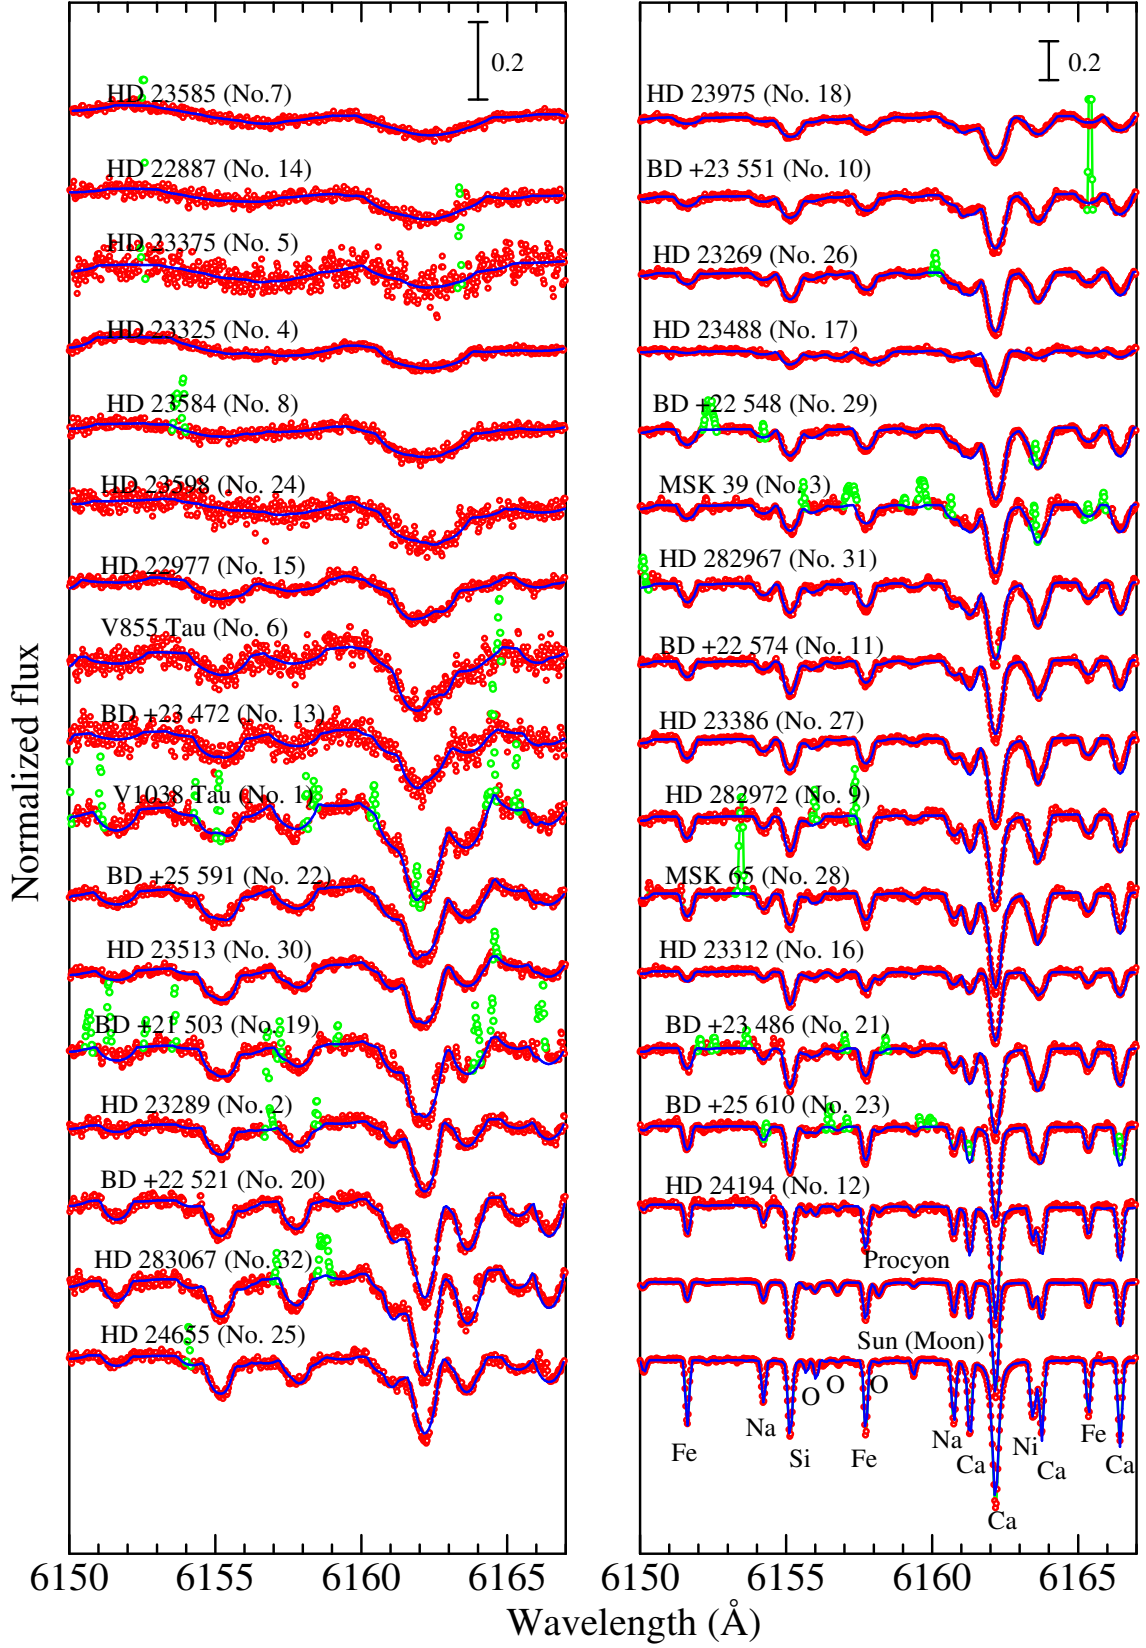 0.2
HD 23585 (No.7)
HD 22887 (No. 14)
HD 23375 (No. 5)
HD 23325 (No. 4)
HD 23584 (No. 8)
HD 23598 (No. 24)
HD 22977 (No. 15)
V855 Tau (No. 6)
BD +23 472 (No. 13)
V1038 Tau (No. 1)
BD +25 591 (No. 22)
HD 23513 (No. 30)
BD +21 503 (No. 19)
HD 23289 (No. 2)
BD +22 521 (No. 20)
HD 283067 (No. 32)
HD 24655 (No. 25)
6150 6155 6160 6165
0.2
HD 23975 (No. 18)
BD +23 551 (No. 10)
HD 23269 (No. 26)
HD 23488 (No. 17)
BD +22 548 (No. 29)
MSK 39 (No. 3)
HD 282967 (No. 31)
BD +22 574 (No. 11)
HD 23386 (No. 27)
HD 282972 (No. 9)
MSK 65 (No. 28)
HD 23312 (No. 16)
BD +23 486 (No. 21)
BD +25 610 (No. 23)
HD 24194 (No. 12)
Procyon
Sun (Moon)
Fe Na Si O O O Fe Na Ca Ca Ni Ca Fe Ca
6150 6155 6160 6165
Normalized flux
Wavelength (Å)